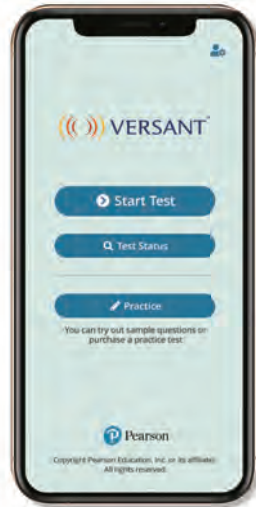 VERSANT
Start Test
Test Status
Practice
You can try out sample questions or
purchase a practice test
Pearson
Copyright Pearson Education, Inc. or its affiliate.
All rights reserved.